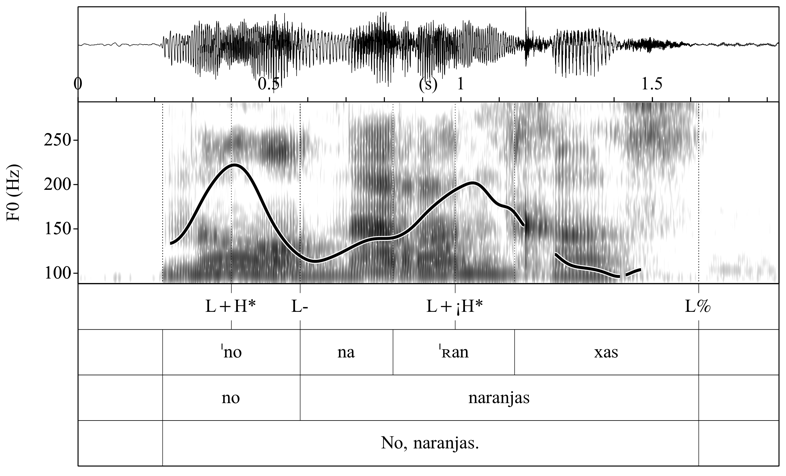 0 0.5 (s) 1 1.5
F0 (Hz)
250
200
150
100
L+H* L- L+¡H* L%
ˈno na ˈʀan xas
no naranjas
No, naranjas.